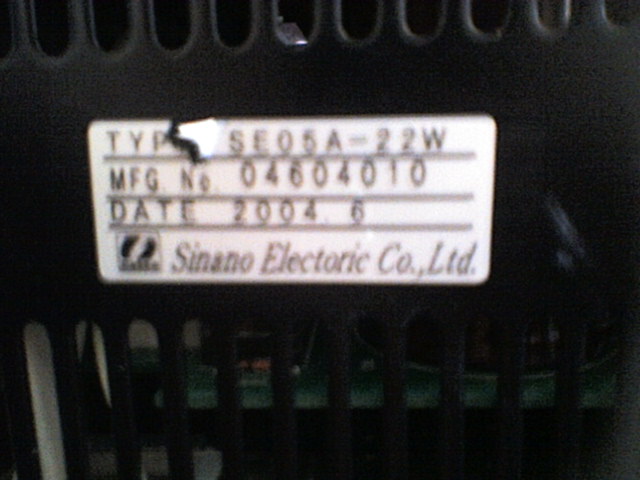 TYP SE05A-22W
MFG. No. 04604010
DATE 2004. 6
Sinano Electoric Co.,Ltd.